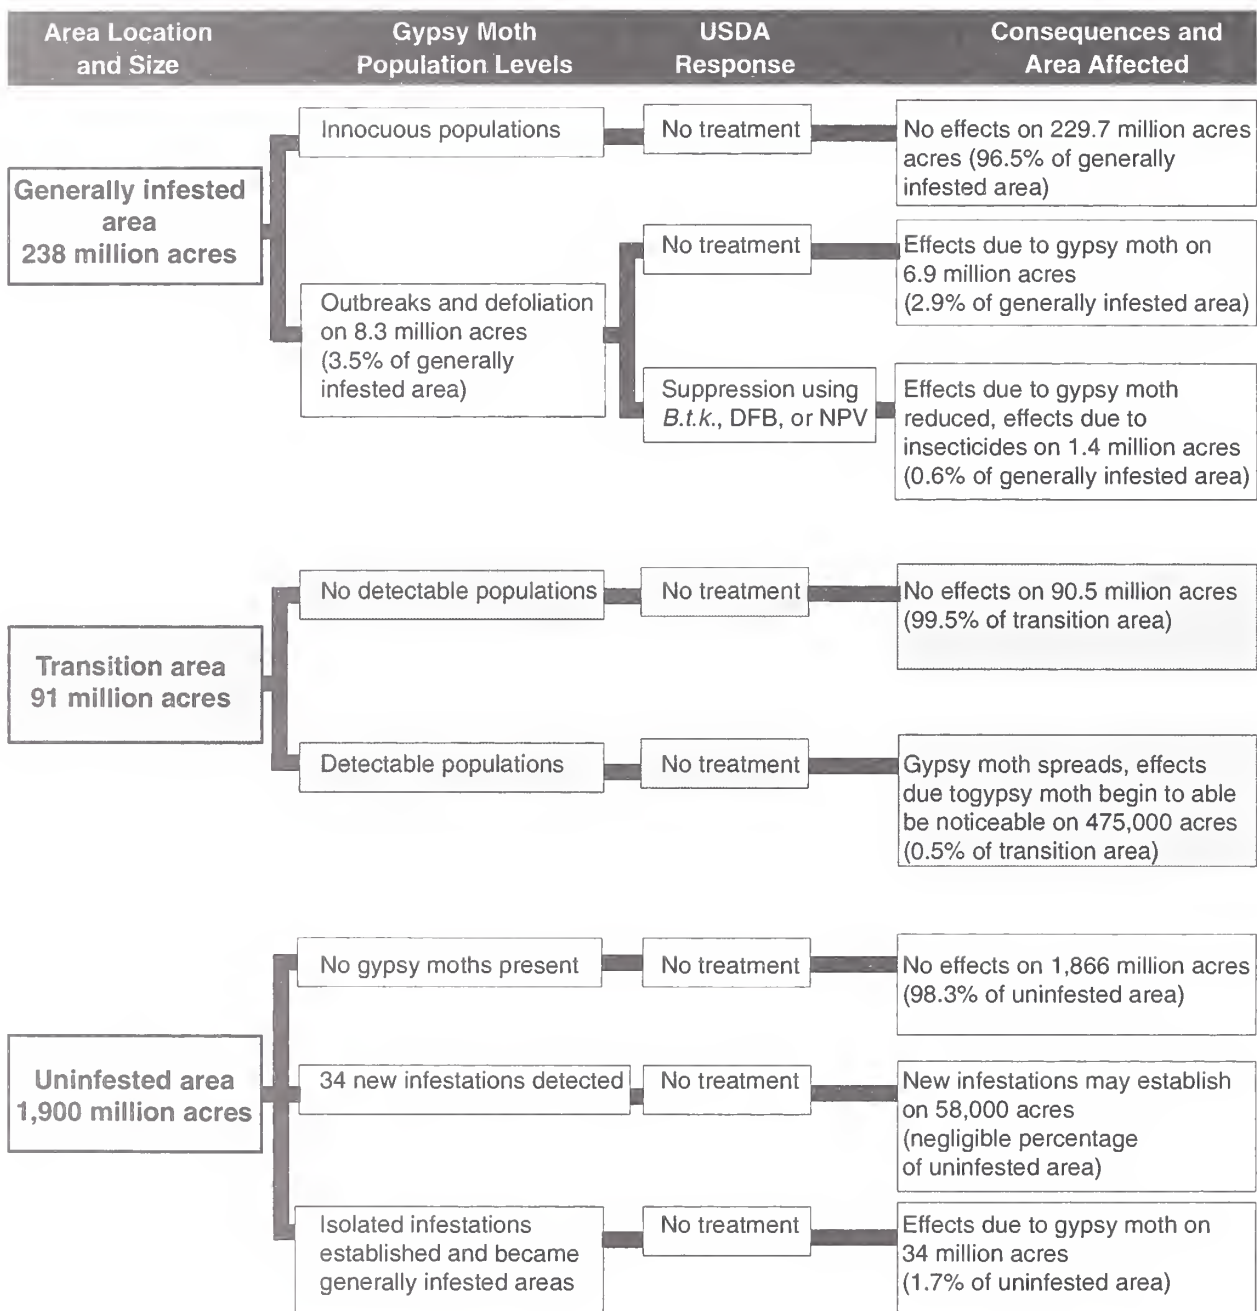 Area Location
and Size
Gypsy Moth
Population Levels
USDA
Response
Consequences and
Area Affected
Generally infested
area
238 million acres
Innocuous populations
No treatment
No effects on 229.7 million acres
acres (96.5% of generally
infested area)
Outbreaks and defoliation
on 8.3 million acres
(3.5% of generally
infested area)
No treatment
Effects due to gypsy moth on
6.9 million acres
(2.9% of generally infested area)
Suppression using
B.t.k., DFB, or NPV
Effects due to gypsy moth
reduced, effects due to
insecticides on 1.4 million acres
(0.6% of generally infested area)
Transition area
91 million acres
No detectable populations
No treatment
No effects on 90.5 million acres
(99.5% of transition area)
Detectable populations
No treatment
Gypsy moth spreads, effects
due togypsy moth begin to able
be noticeable on 475,000 acres
(0.5% of transition area)
Uninfested area
1,900 million acres
No gypsy moths present
No treatment
No effects on 1,866 million acres
(98.3% of uninfested area)
34 new infestations detected
No treatment
New infestations may establish
on 58,000 acres
(negligible percentage
of uninfested area)
Isolated infestations
established and became
generally infested areas
No treatment
Effects due to gypsy moth on
34 million acres
(1.7% of uninfested area)